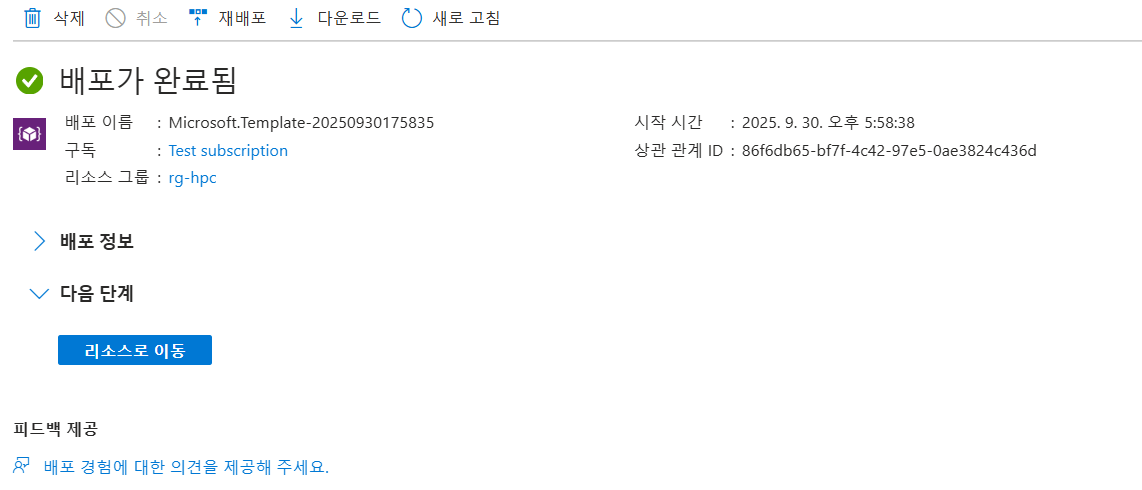 삭제 취소 재배포 다운로드 새로 고침
배포가 완료됨
배포 이름 : Microsoft.Template-20250930175835 시작 시간 : 2025. 9. 30. 오후 5:58:38
구독 : Test subscription 상관 관계 ID : 86f6db65-bf7f-4c42-97e5-0ae3824c436d
리소스 그룹 : rg-hpc
배포 정보
다음 단계
리소스로 이동
피드백 제공
배포 경험에 대한 의견을 제공해 주세요.